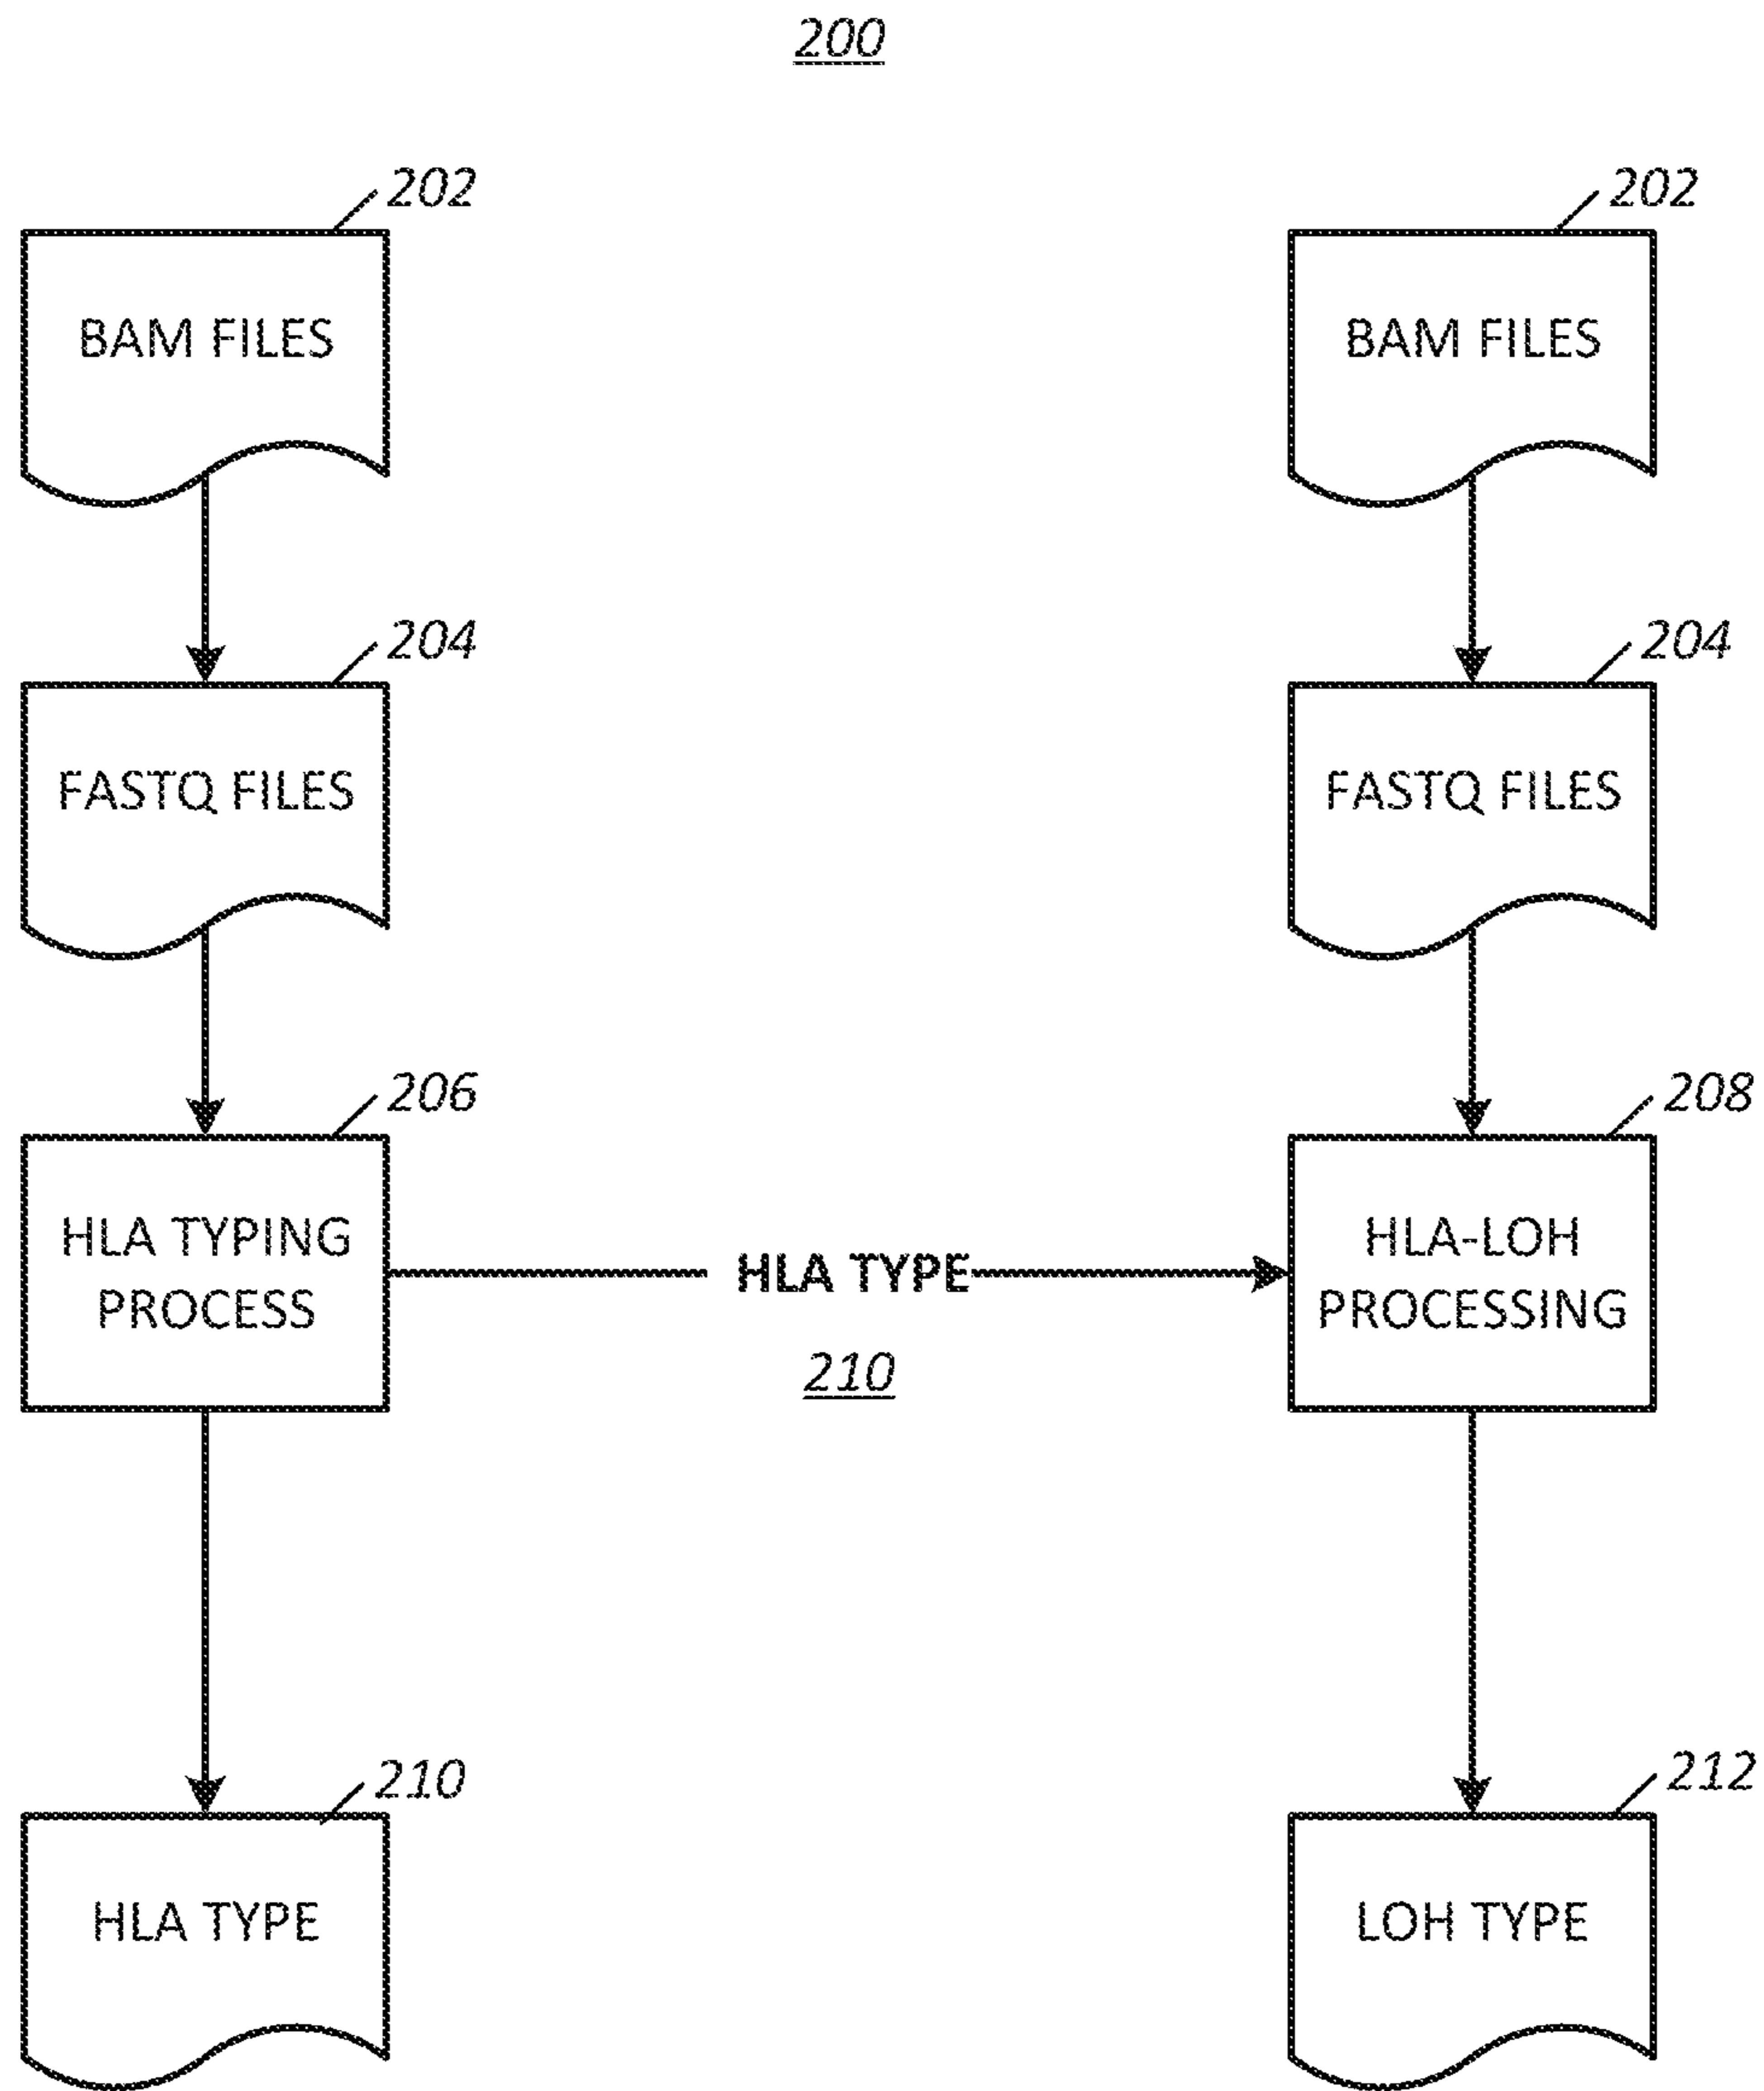 200
202
202
BAM FILES
BAM FILES
204
204
FASTQ FILES
FASTQ FILES
206
208
HLA TYPING
PROCESS
HLA TYPE
210
HLA-LOH
PROCESSING
210
212
HLA TYPE
LOH TYPE